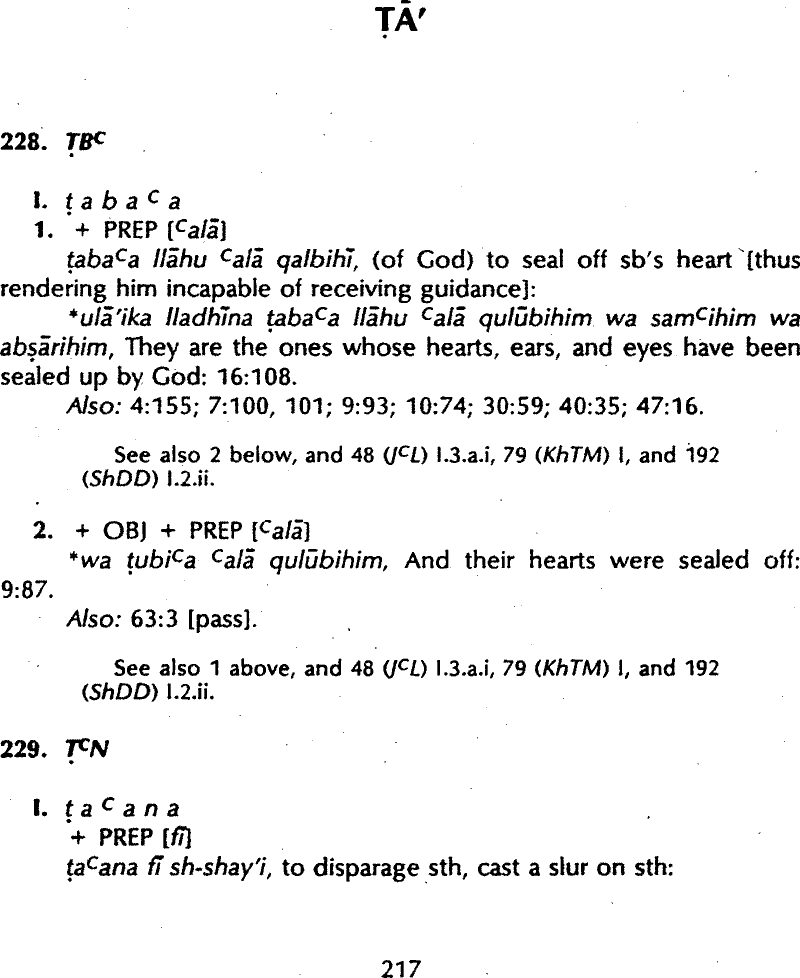 ṬĀ'
228. ṬBᶜ
I. ṭ a b a ᶜ a
1. + PREP [ᶜalā]
ṭabaᶜa llāhu ᶜalā qalbihī, (of God) to seal off sb's heart [thus
rendering him incapable of receiving guidance]:
*ulā'ika lladhīna ṭabaᶜa llāhu ᶜalā qulūbihim wa samᶜihim wa
abṣārihim, They are the ones whose hearts, ears, and eyes have been
sealed up by God: 16:108.
Also: 4:155; 7:100, 101; 9:93; 10:74; 30:59; 40:35; 47:16.
See also 2 below, and 48 (JᶜL) I.3.a.i, 79 (KhTM) I, and 192
(ShDD) I.2.ii.
2. + OBJ + PREP [ᶜalā]
*wa ṭubiᶜa ᶜalā qulūbihim, And their hearts were sealed off:
9:87.
Also: 63:3 [pass].
See also 1 above, and 48 (JᶜL) I.3.a.i, 79 (KhTM) I, and 192
(ShDD) I.2.ii.
229. ṬᶜN
I. ṭ a ᶜ a n a
+ PREP [fī]
ṭaᶜana fī sh-shay'i, to disparage sth, cast a slur on sth:
217